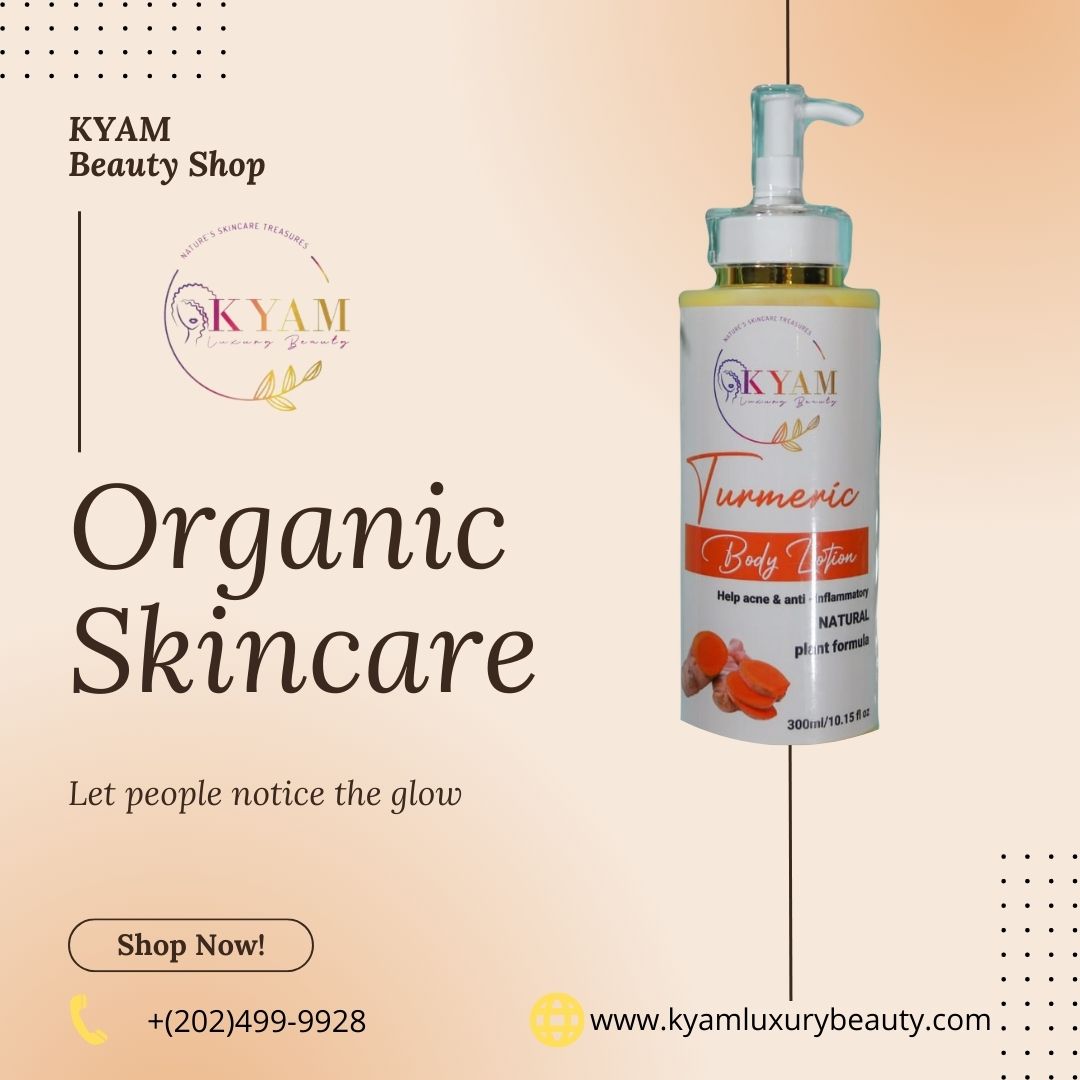 KYAM
Beauty Shop
NATURE'S SKINCARE TREASURES
KYAM
Luxury Beauty
Organic
Skincare
Let people notice the glow
Shop Now!
+(202)499-9928
www.kyamluxurybeauty.com
NATURE'S SKINCARE TREASURES
KYAM
Luxury Beauty
Turmeric
Body Lotion
Help acne & anti -inflammatory
NATURAL
plant formula
300ml/10.15 fl oz